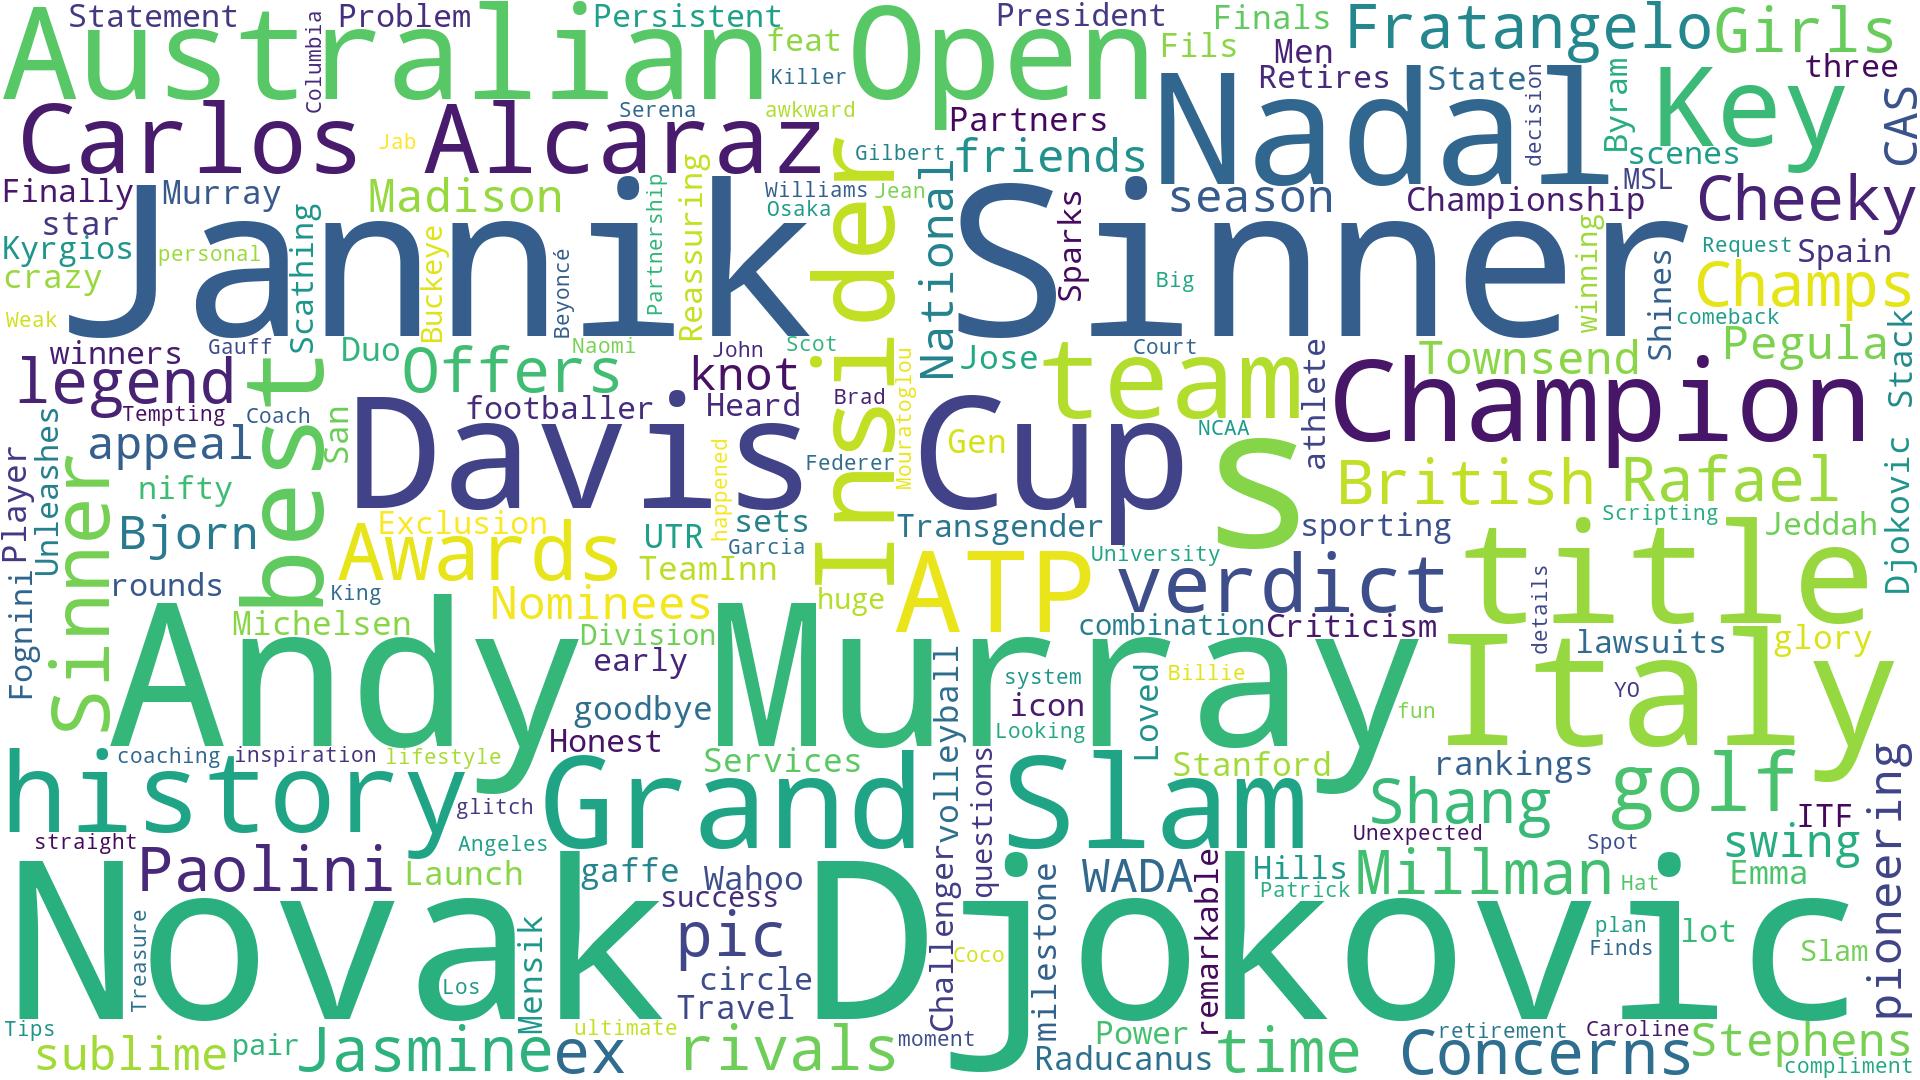 Statement
Problem
Persistent
President
Finals
Fratangelo
Girls
Australian Open
Columbia
feat
Killer
Fils
Men
Retires
State
three
Nadal
Key
CAS
Carlos Alcaraz
Jab
Serena
awkward
Partners
decision
Byram
Gilbert
friends
scenes
MSL
Finally
Murray
Madison
Williams
Jean
Osaka
season
Championship
Cheeky
star
Kyrgios
personal
crazy
Weak
Jannik Sinner
Scathing
Buckeye
Beyoncé
Partnership
Reassuring
Insider
National
Sparks
Big
winning
Shines
Request
Spain
Champs
comeback
winners
Gauff
Duo
Offers
Naomi
John
Scot
Jose
Court
team
Townsend
Pegula
legend
best
knot
Champion
Stack
Tempting
Coach
San
footballer
Heard
Brad
Mouratoglou
Davis Cup
Gen
NCAA
s
athlete
appeal
happened
Federer
British
Rafael
Player
Unleashes
sinner
nifty
Bjorn
Exclusion
Awards
UTR
sets
Garcia
Transgender
University
sporting
Scripting
Jeddah
Djokovic
title
rounds
King
TeamInn
Nominees
huge
ATP
verdict
Fognini
Michelsen
Division
early
combination
Criticism
details
lawsuits
glory
Andy Murray
Italy
goodbye
Honest
volleyball
system
icon
Looking
Loved
Billie
fun
YO
coaching
inspiration
lifestyle
Services
questions
Stanford
rankings
history
glitch
Grand Slam
Shang
golf
pioneering
straight
Angeles
Unexpected
Spot
ITF
swing
Paolini
Launch
gaffe
Wahoo
success
Challenger
milestone
WADA
remarkable
Hills
Patrick
Millman
Hat
Emma
Novak Djokovic
Treasure
Los
Mensik
pic
circle
Travel
Coco
plan
Finds
lot
Slam
Tips
sublime
pair
Jasmine
ex
ultimate
rivals
moment
Power
Raducanus
time
retirement
Concerns
Caroline
Stephens
compliment